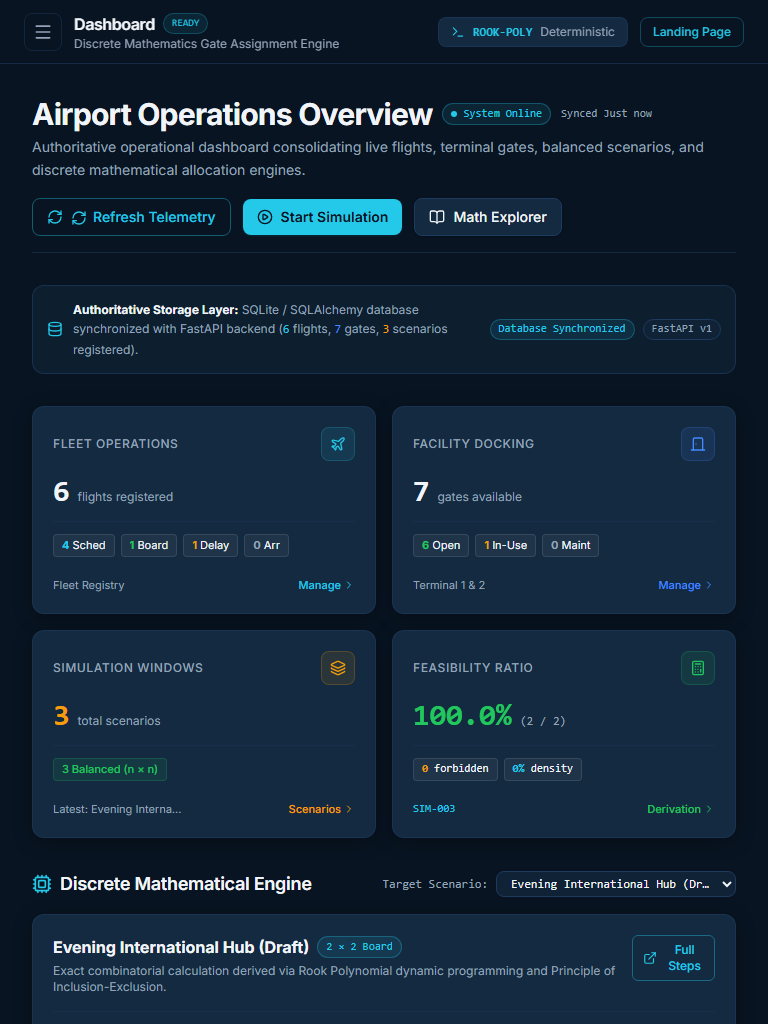 Dashboard READY
Discrete Mathematics Gate Assignment Engine
ROOK-POLY Deterministic
Landing Page
Airport Operations Overview
System Online
Synced Just now
Authoritative operational dashboard consolidating live flights, terminal gates, balanced scenarios, and
discrete mathematical allocation engines.
Refresh Telemetry
Start Simulation
Math Explorer
Authoritative Storage Layer: SQLite / SQLAlchemy database
synchronized with FastAPI backend (6 flights, 7 gates, 3 scenarios
registered).
Database Synchronized
FastAPI v1
FLEET OPERATIONS
6 flights registered
4 Sched 1 Board 1 Delay 0 Arr
Fleet Registry Manage
FACILITY DOCKING
7 gates available
6 Open 1 In-Use 0 Maint
Terminal 1 & 2 Manage
SIMULATION WINDOWS
3 total scenarios
3 Balanced (n × n)
Latest: Evening Interna... Scenarios
FEASIBILITY RATIO
100.0% (2 / 2)
0 forbidden 0% density
SIM-003 Derivation
Discrete Mathematical Engine
Target Scenario: Evening International Hub (Dr…
Evening International Hub (Draft) 2 × 2 Board
Exact combinatorial calculation derived via Rook Polynomial dynamic programming and Principle of
Inclusion-Exclusion.
Full
Steps